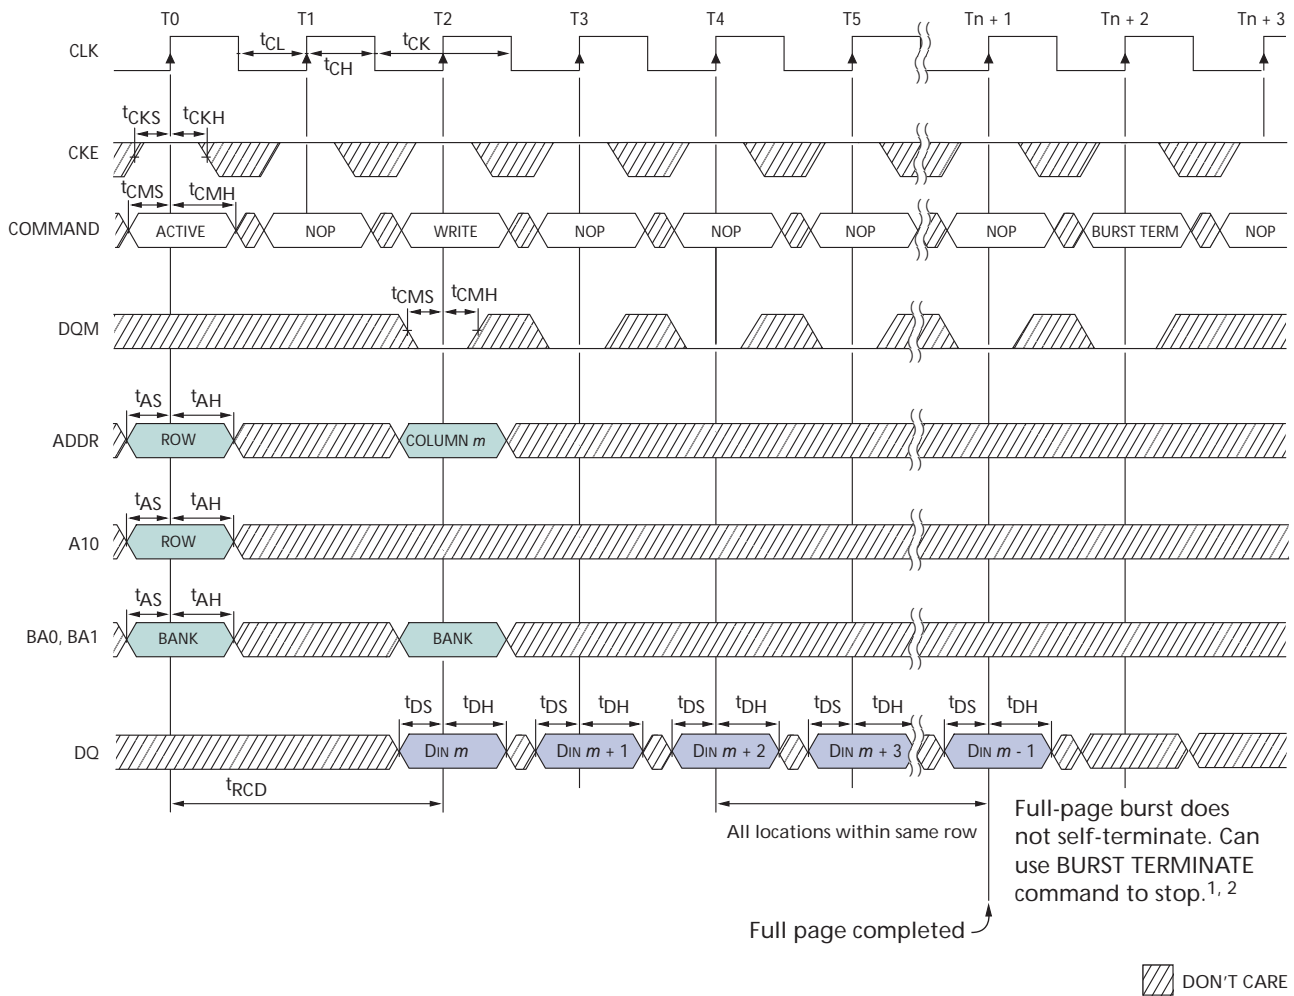 T0 T1 T2 T3 T4 T5 Tn + 1 Tn + 2 Tn + 3
CLK
tCL tCK
tCH
tCKS tCKH
CKE
tCMS tCMH
COMMAND ACTIVE NOP WRITE NOP NOP NOP NOP BURST TERM NOP
tCMS tCMH
DQM
tAS tAH
ADDR ROW COLUMN m
tAS tAH
A10 ROW
tAS tAH
BA0, BA1 BANK BANK
tDS tDH tDS tDH tDS tDH tDS tDH tDS tDH
DQ DIN m DIN m + 1 DIN m + 2 DIN m + 3 DIN m - 1
tRCD
All locations within same row
Full-page burst does
not self-terminate. Can
use BURST TERMINATE
command to stop.1, 2
Full page completed
DON'T CARE